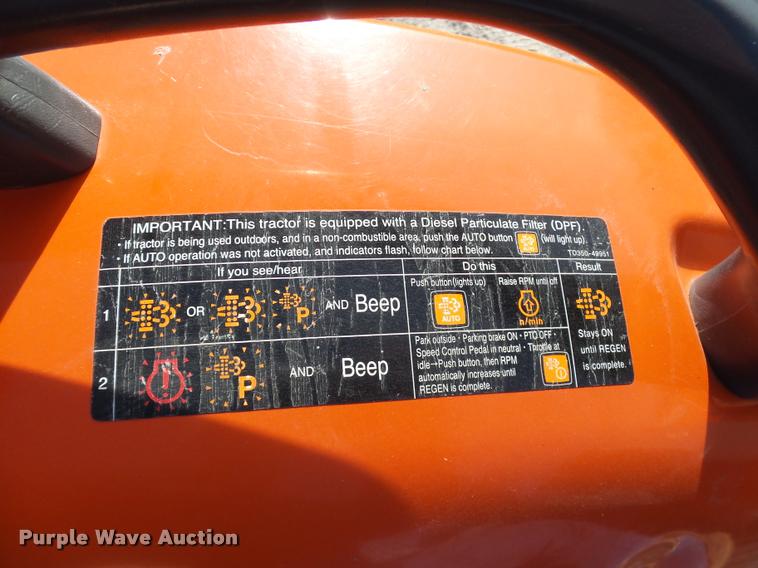 IMPORTANT:This tractor is equipped with a Diesel Particulate Filter (DPF).
· If tractor is being used outdoors, and in a non-combustible area, push the AUTO button AUTO (will light up).
· If AUTO operation was not activated, and indicators flash, follow chart below.
TD350-49951
If you see/hear
Do this
Result
1
OR
P
AND Beep
Push button(lights up)
AUTO
Raise RPM until off
n/min
Stays ON
until REGEN
is complete.
2
P
AND
Beep
Park outside · Parking brake ON · PTO OFF ·
Speed Control Pedal in neutral · Throttle at
idle→Push button, then RPM
automatically increases until
REGEN is complete.
Purple Wave Auction